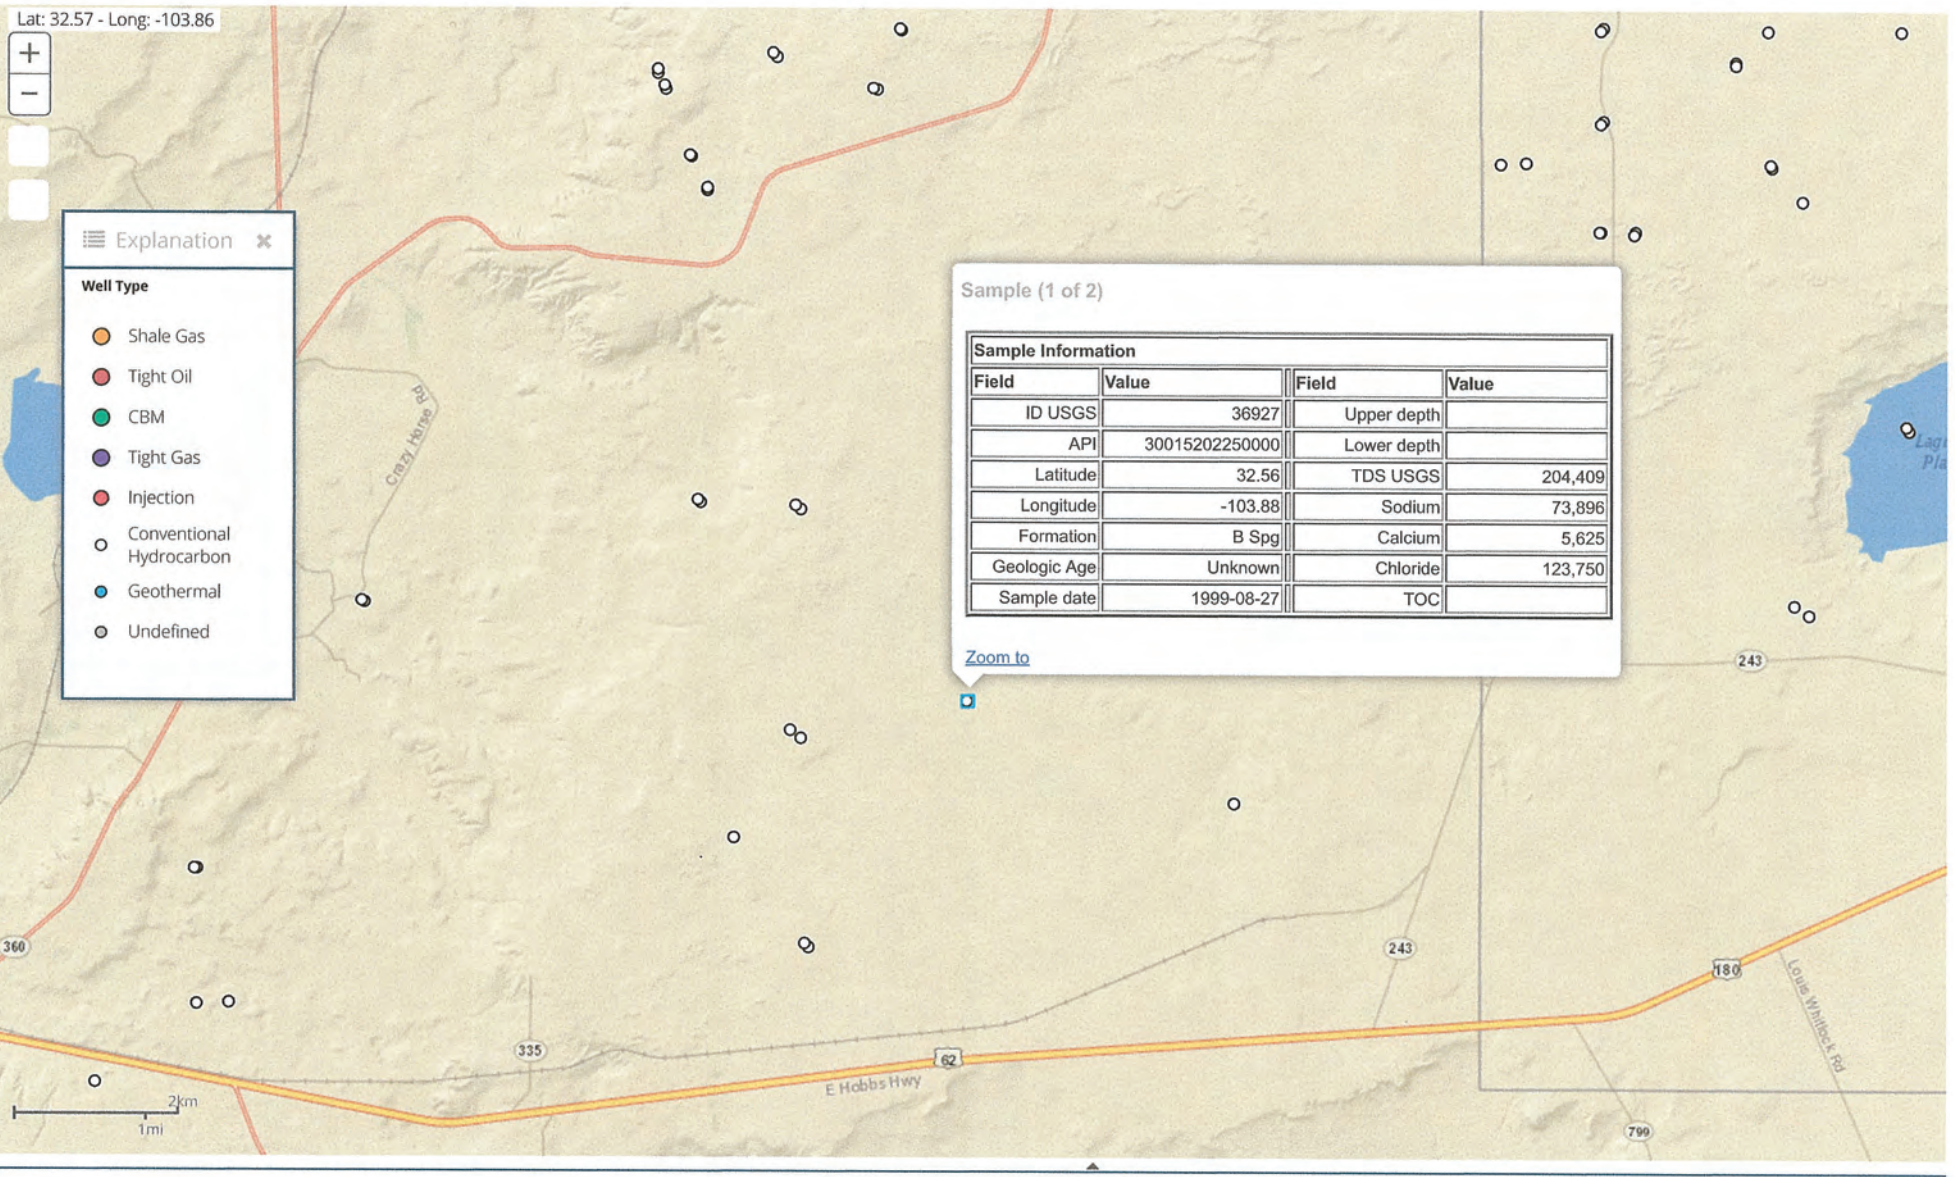 Lat: 32.57 - Long: -103.86
+
−
Explanation ×
Well Type
Shale Gas
Tight Oil
CBM
Tight Gas
Injection
Conventional
Hydrocarbon
Geothermal
Undefined
Crazy Horse Rd
Sample (1 of 2)
Sample Information
Field Value Field Value
ID USGS 36927 Upper depth
API 30015202250000 Lower depth
Latitude 32.56 TDS USGS 204,409
Longitude -103.88 Sodium 73,896
Formation B Spg Calcium 5,625
Geologic Age Unknown Chloride 123,750
Sample date 1999-08-27 TOC
Zoom to
243
360
243
180
Louis Whitlock Rd
335
62
E Hobbs Hwy
799
2km
1mi